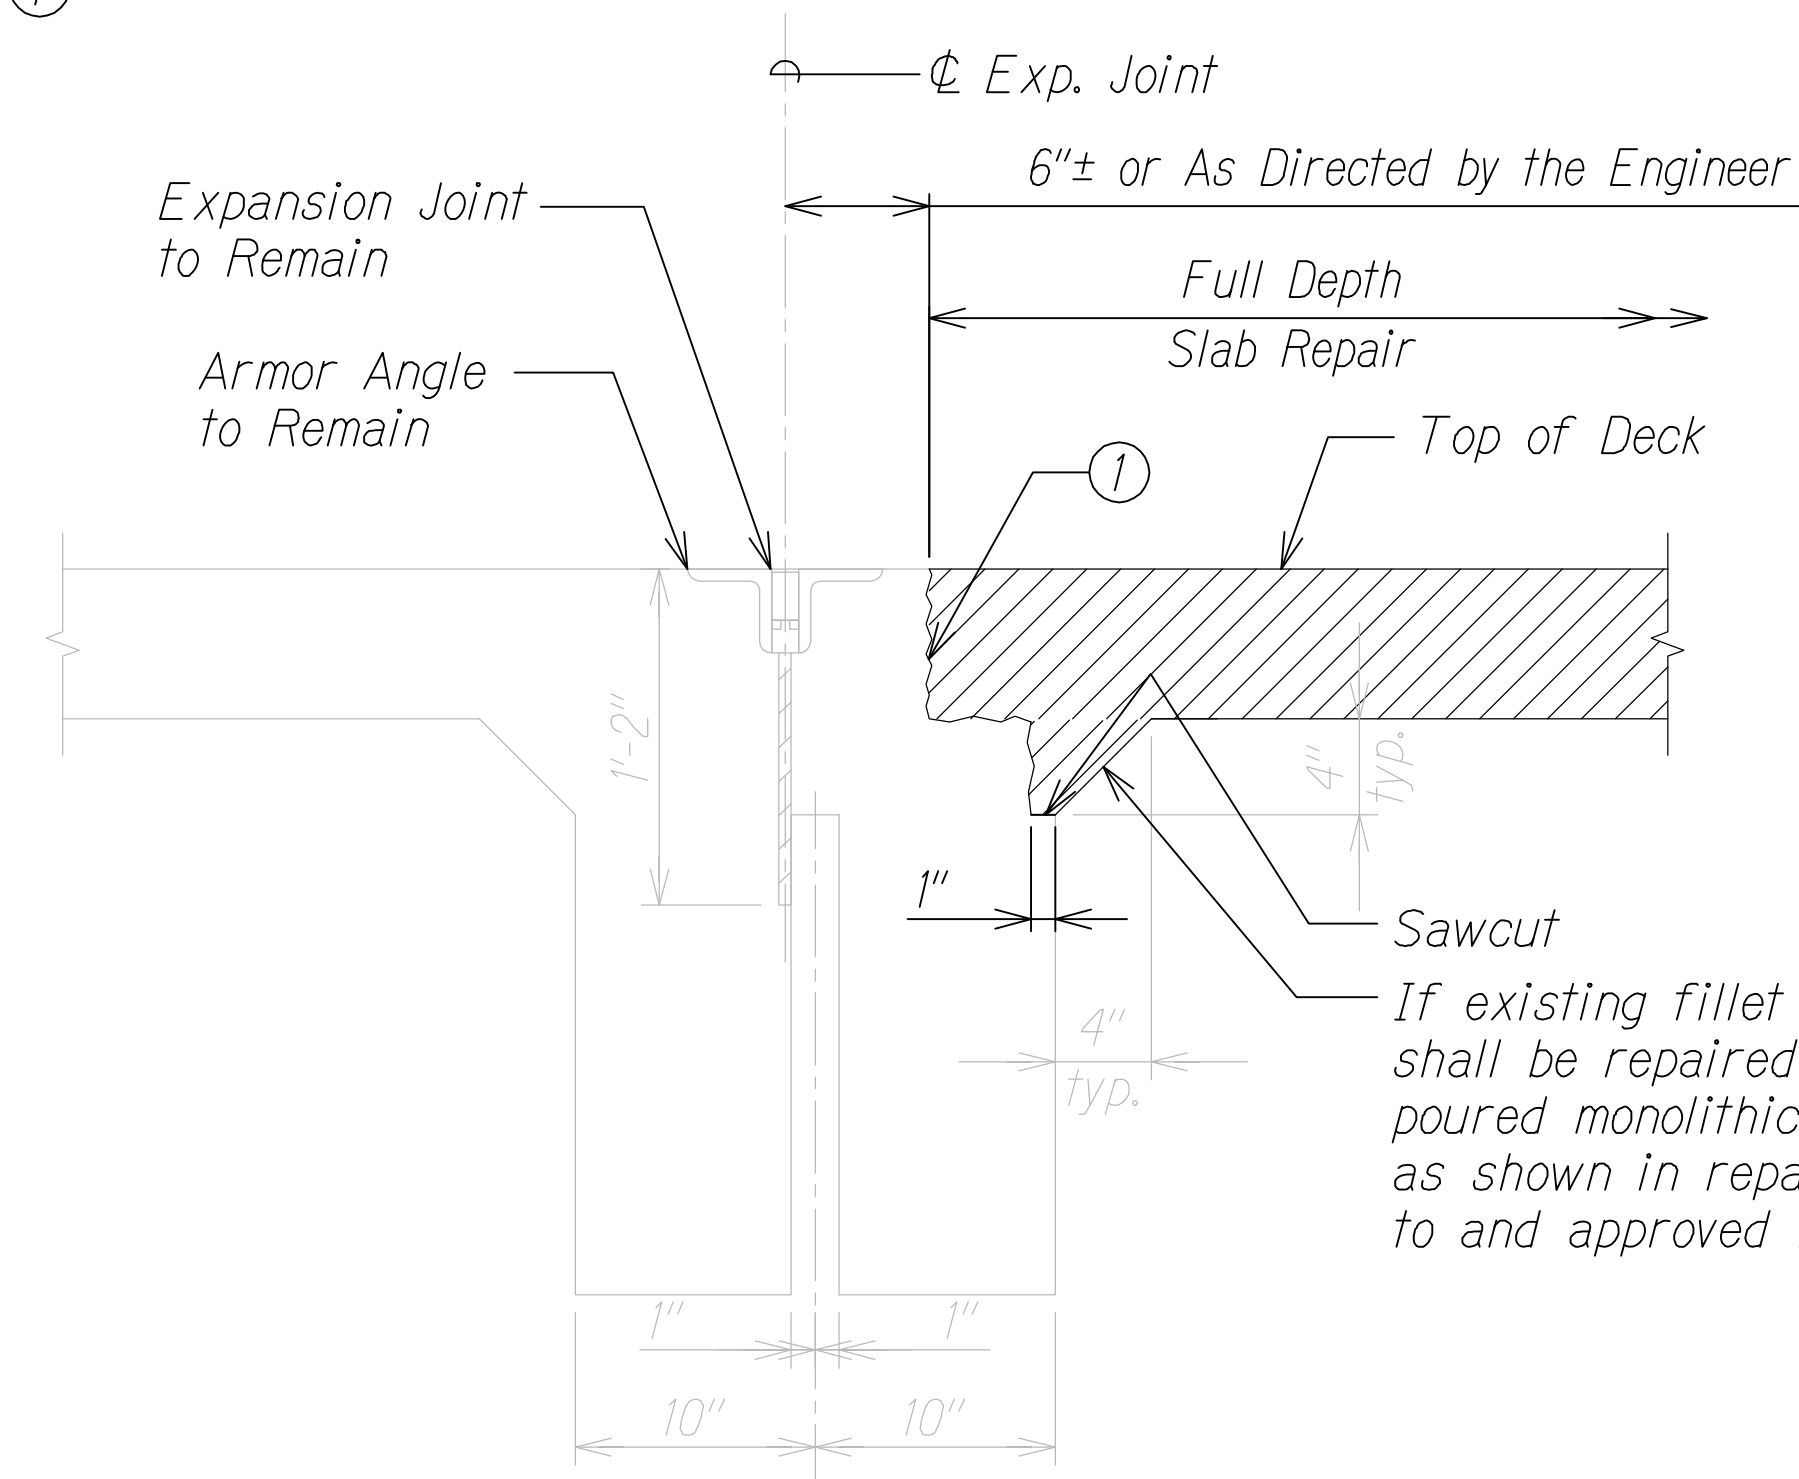 ℄ Exp. Joint
6"± or As Directed by the Engineer
Expansion Joint
to Remain
Full Depth
Slab Repair
Armor Angle
to Remain
Top of Deck
1
1'-2"
4"
typ.
1"
Sawcut
If existing fillet
shall be repaired
poured monolithic
as shown in repa
to and approved
4"
typ.
1"
1"
10"
10"